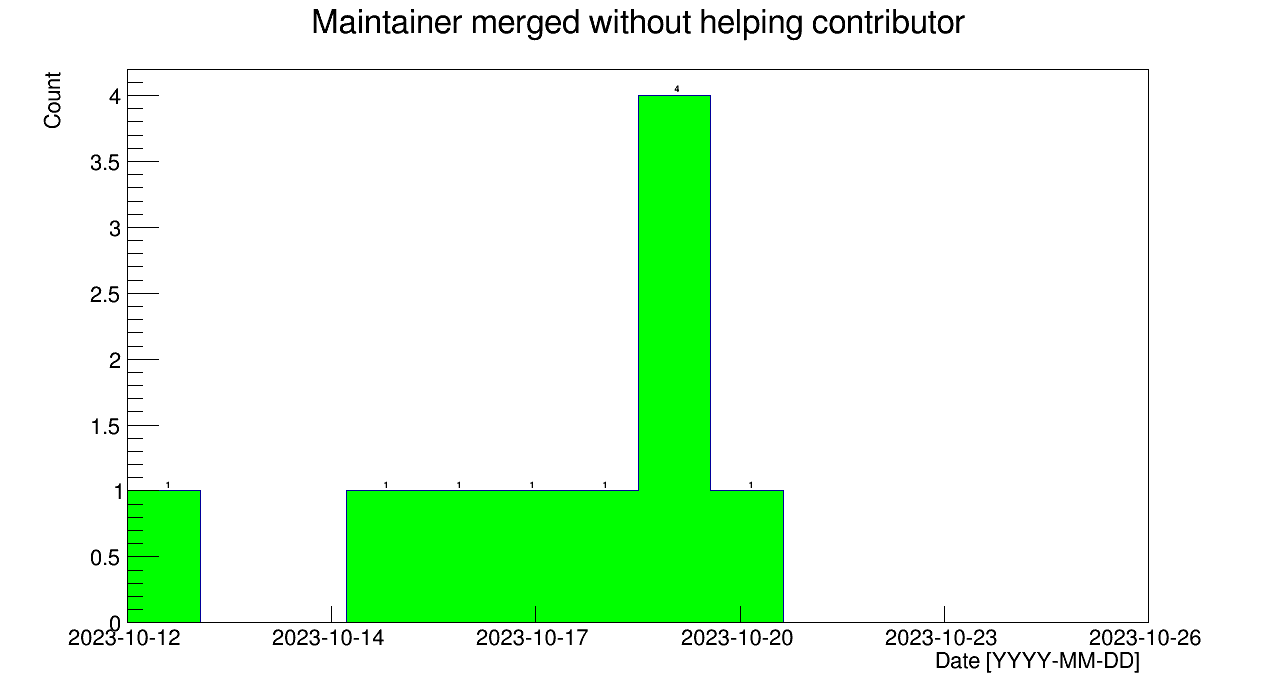 Maintainer merged without helping contributor
Count
4
3.5
3
2.5
2
1.5
1
0.5
0
1 1 1 1 1 4 1
2023-10-12 2023-10-14 2023-10-17 2023-10-20 2023-10-23 2023-10-26
Date [YYYY-MM-DD]